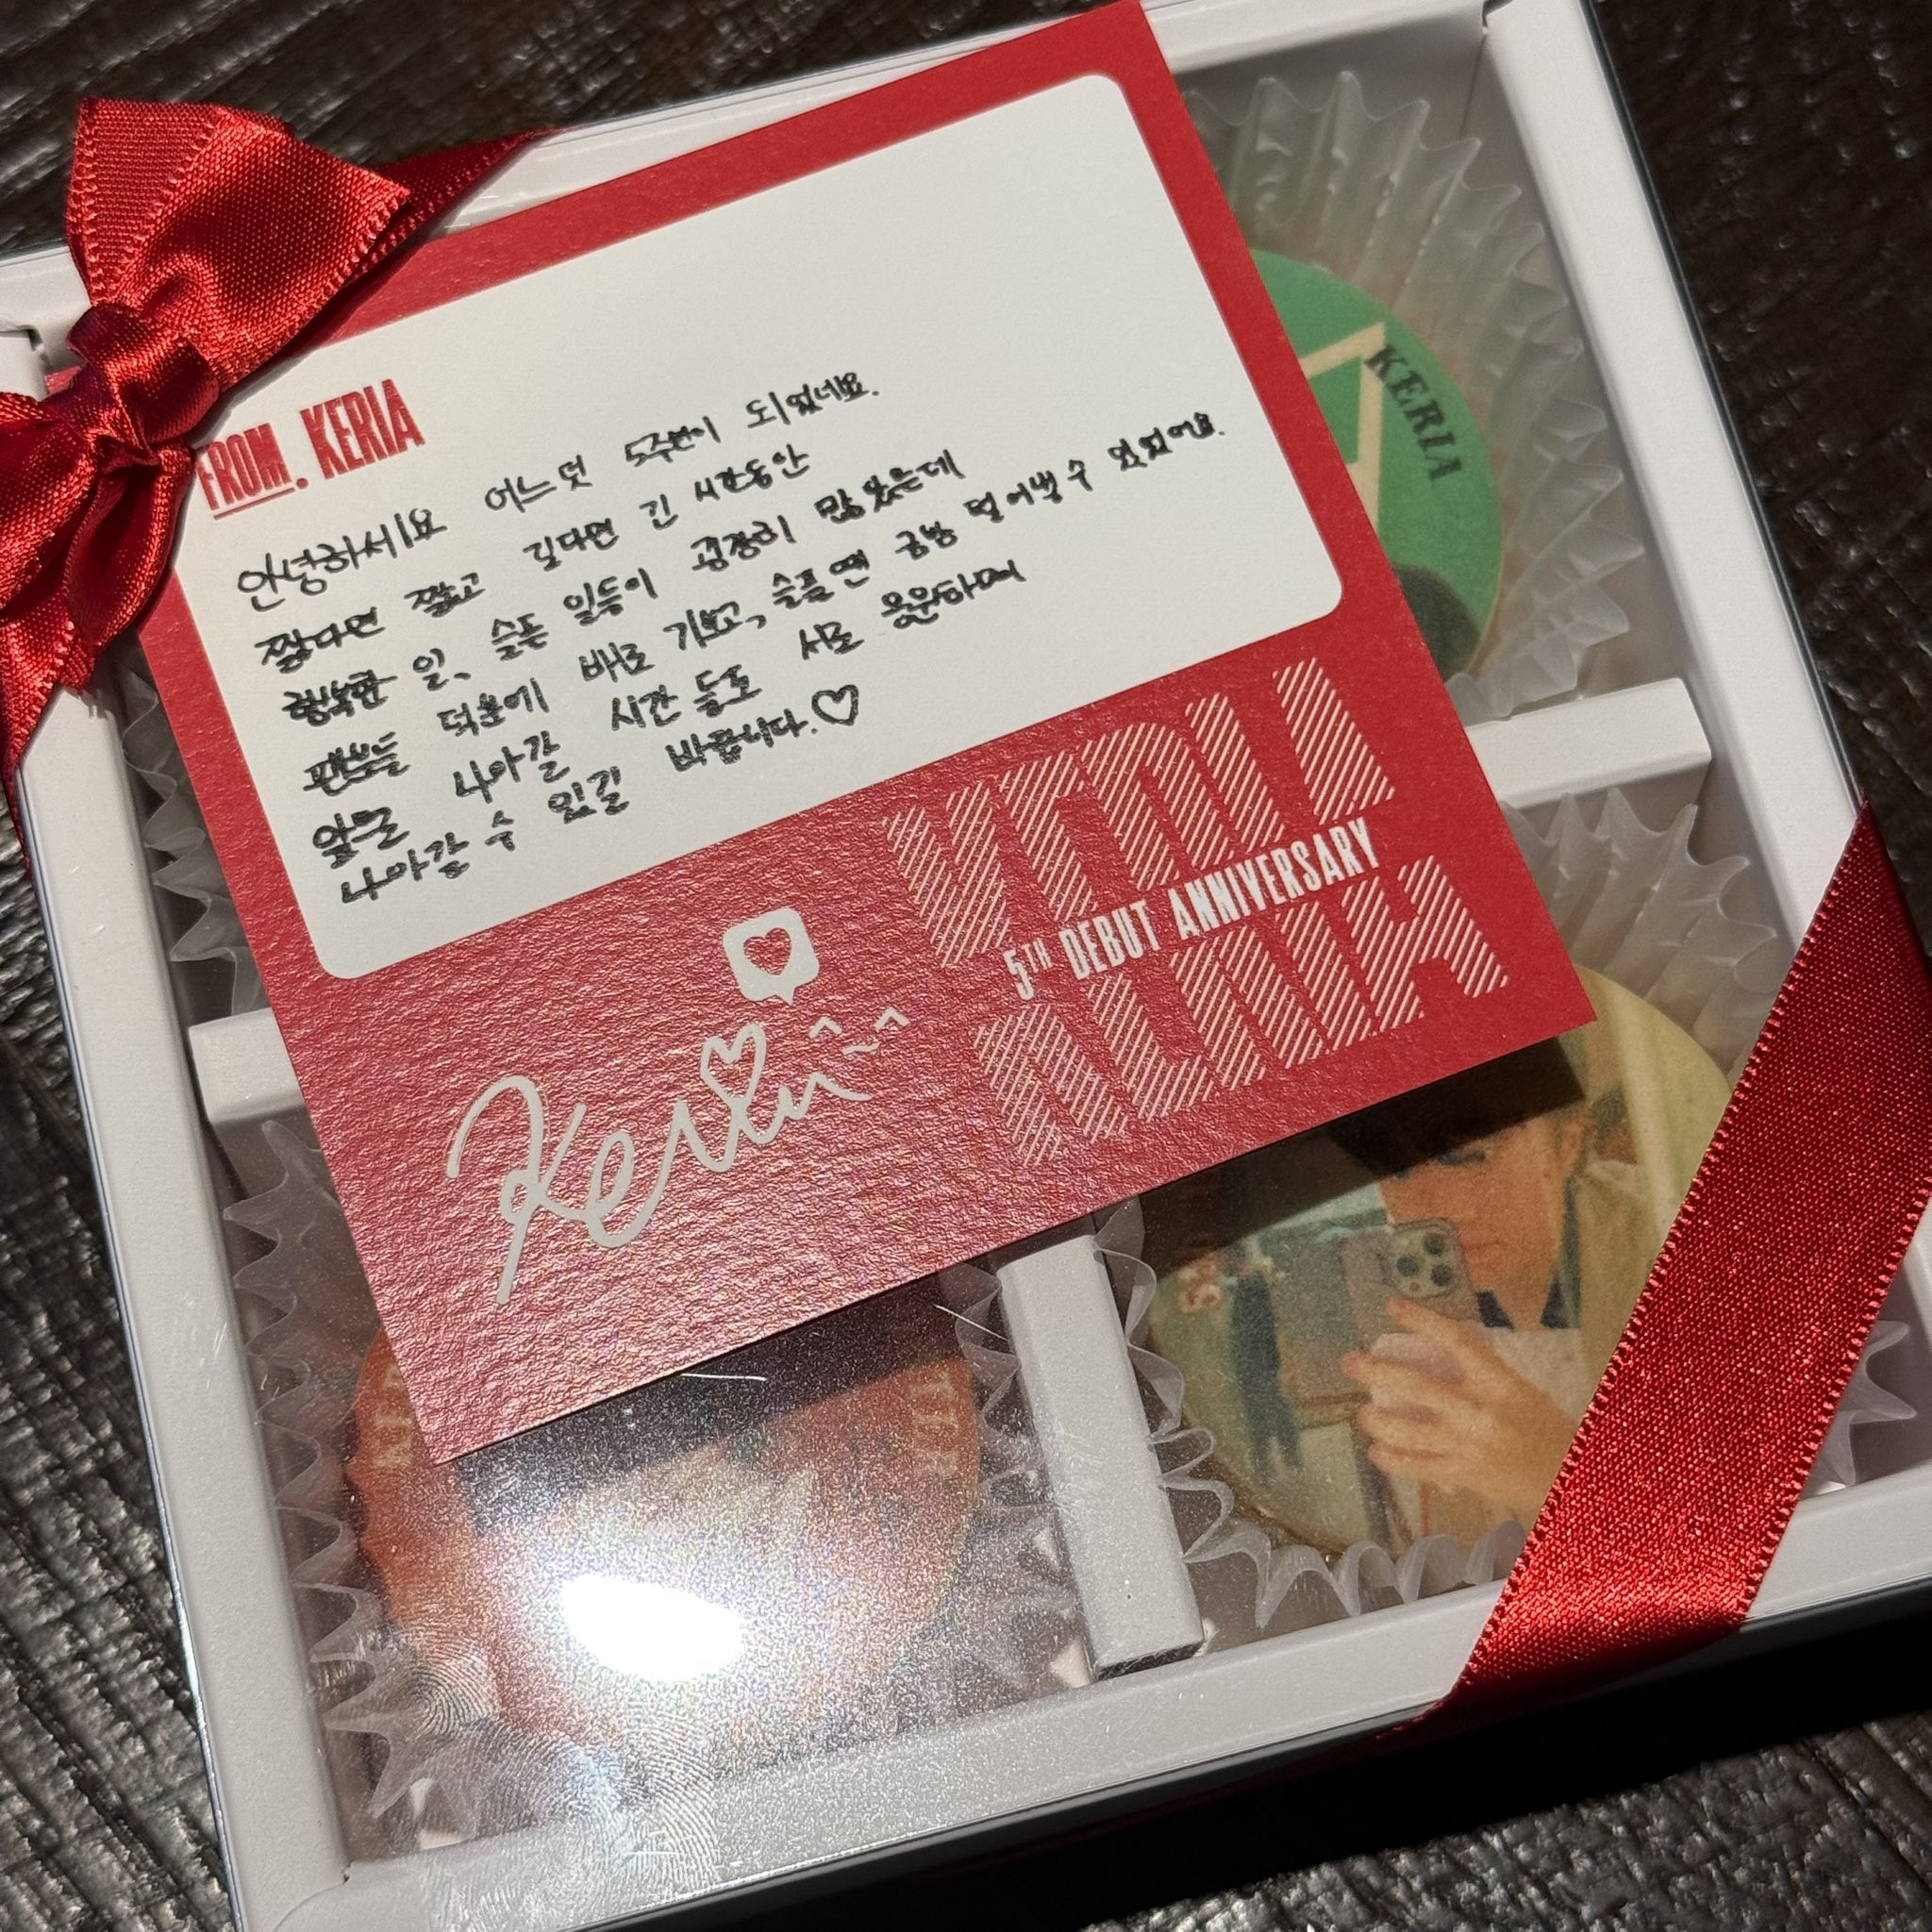 FROM. KERIA
안녕하세요 어느덧 5주년이 되었네요.
짧다면 짧고 길다면 긴 시간동안
행복한 일, 슬픈 일들이 굉장히 많았는데
팬분들 덕분에 배로 기쁘고, 슬플땐 금방 덜어낼 수 있었어요.
앞으로 나아갈 시간들도 서로 응원하며
나아갈 수 있길 바랍니다.♡
KERIA
5TH DEBUT ANNIVERSARY
KERIA
Keria
KERIA